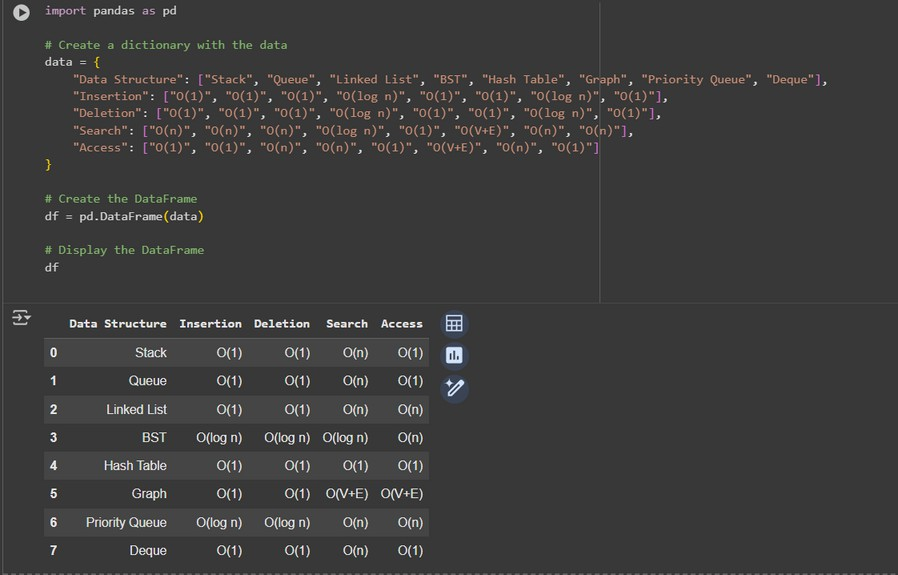 import pandas as pd
# Create a dictionary with the data
data = {
    "Data Structure": ["Stack", "Queue", "Linked List", "BST", "Hash Table", "Graph", "Priority Queue", "Deque"],
    "Insertion": ["O(1)", "O(1)", "O(1)", "O(log n)", "O(1)", "O(1)", "O(log n)", "O(1)"],
    "Deletion": ["O(1)", "O(1)", "O(1)", "O(log n)", "O(1)", "O(1)", "O(log n)", "O(1)"],
    "Search": ["O(n)", "O(n)", "O(n)", "O(log n)", "O(1)", "O(V+E)", "O(n)", "O(n)"],
    "Access": ["O(1)", "O(1)", "O(n)", "O(n)", "O(1)", "O(V+E)", "O(n)", "O(1)"]
}
# Create the DataFrame
df = pd.DataFrame(data)
# Display the DataFrame
df
Data Structure Insertion Deletion Search Access
0 Stack O(1) O(1) O(n) O(1)
1 Queue O(1) O(1) O(n) O(1)
2 Linked List O(1) O(1) O(n) O(n)
3 BST O(log n) O(log n) O(log n) O(n)
4 Hash Table O(1) O(1) O(1) O(1)
5 Graph O(1) O(1) O(V+E) O(V+E)
6 Priority Queue O(log n) O(log n) O(n) O(n)
7 Deque O(1) O(1) O(n) O(1)